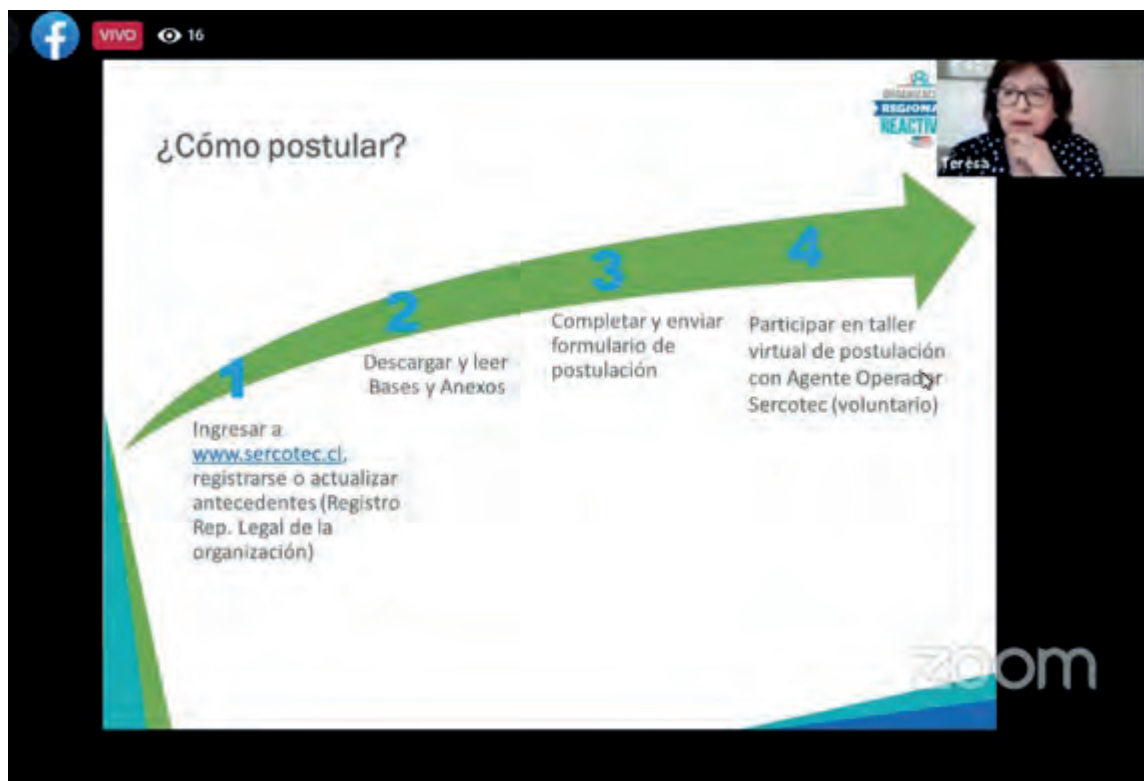 VIVO 16
REGIONA
REACTIV
Teresa
¿Cómo postular?
1
Ingresar a
www.sercotec.cl,
registrarse o actualizar
antecedentes (Registro
Rep. Legal de la
organización)
2
Descargar y leer
Bases y Anexos
3
Completar y enviar
formulario de
postulación
4
Participar en taller
virtual de postulación
con Agente Operador
Sercotec (voluntario)
zoom